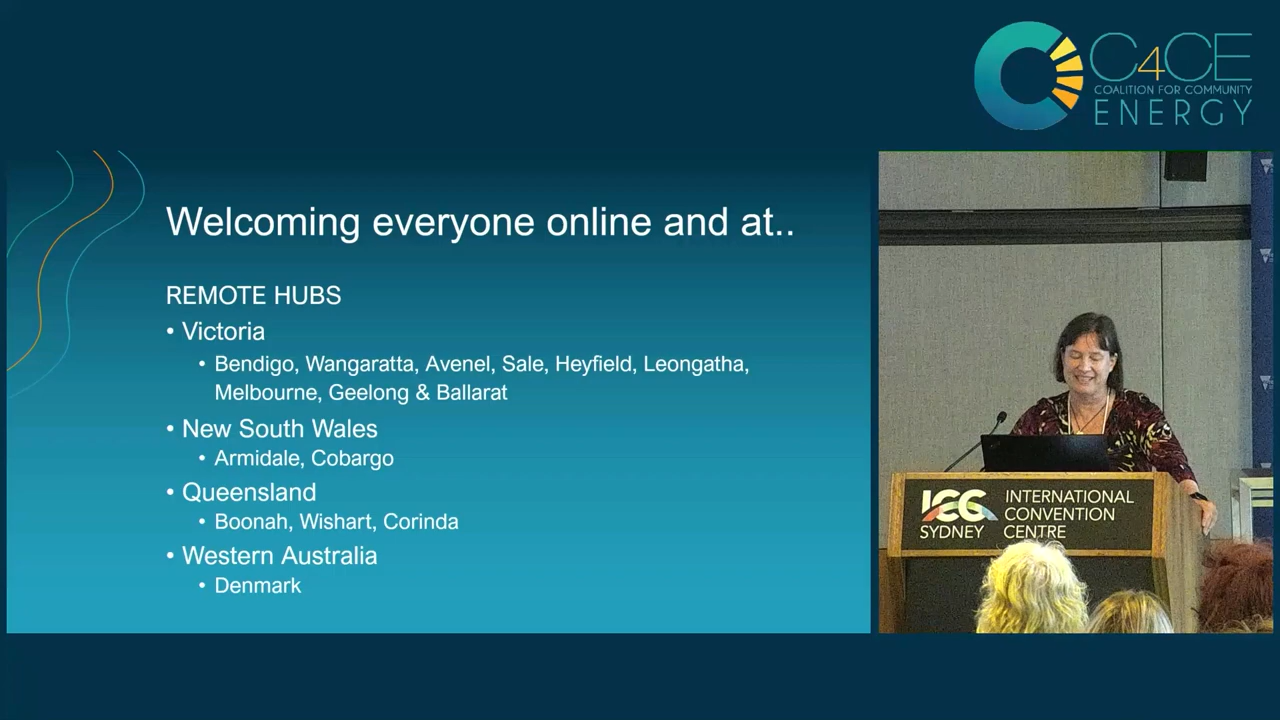 C4CE
COALITION FOR COMMUNITY
ENERGY
Welcoming everyone online and at..
REMOTE HUBS
• Victoria
• Bendigo, Wangaratta, Avenel, Sale, Heyfield, Leongatha,
Melbourne, Geelong & Ballarat
• New South Wales
• Armidale, Cobargo
• Queensland
• Boonah, Wishart, Corinda
• Western Australia
• Denmark
ICC
SYDNEY
INTERNATIONAL
CONVENTION
CENTRE